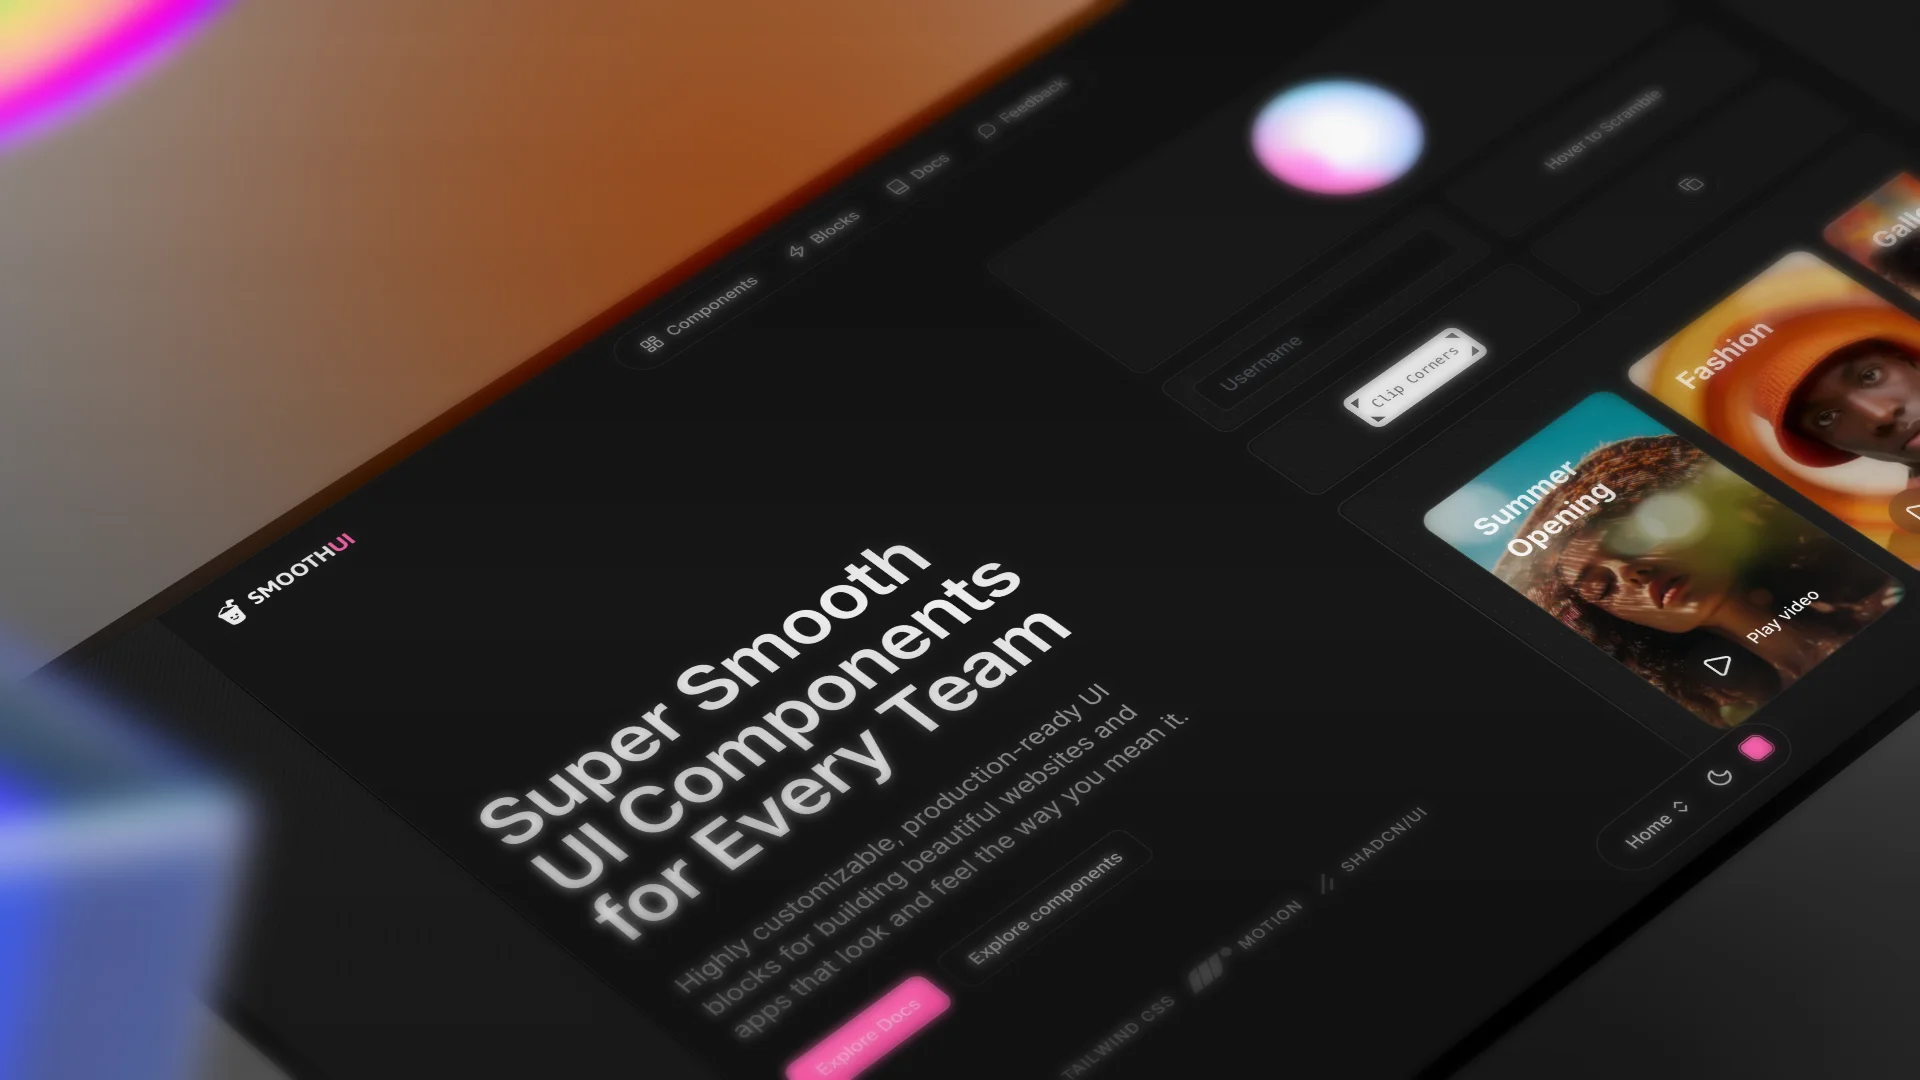 SMOOTHUI
Components
Blocks
Docs
Feedback
Super Smooth
UI Components
for Every Team
Highly customizable, production-ready UI
blocks for building beautiful websites and
apps that look and feel the way you mean it.
Explore Docs
Explore components
TAILWIND CSS
MOTION
SHADCN/UI
Hover to Scramble
Username
Clip Corners
Summer
Opening
Play video
Fashion
Home